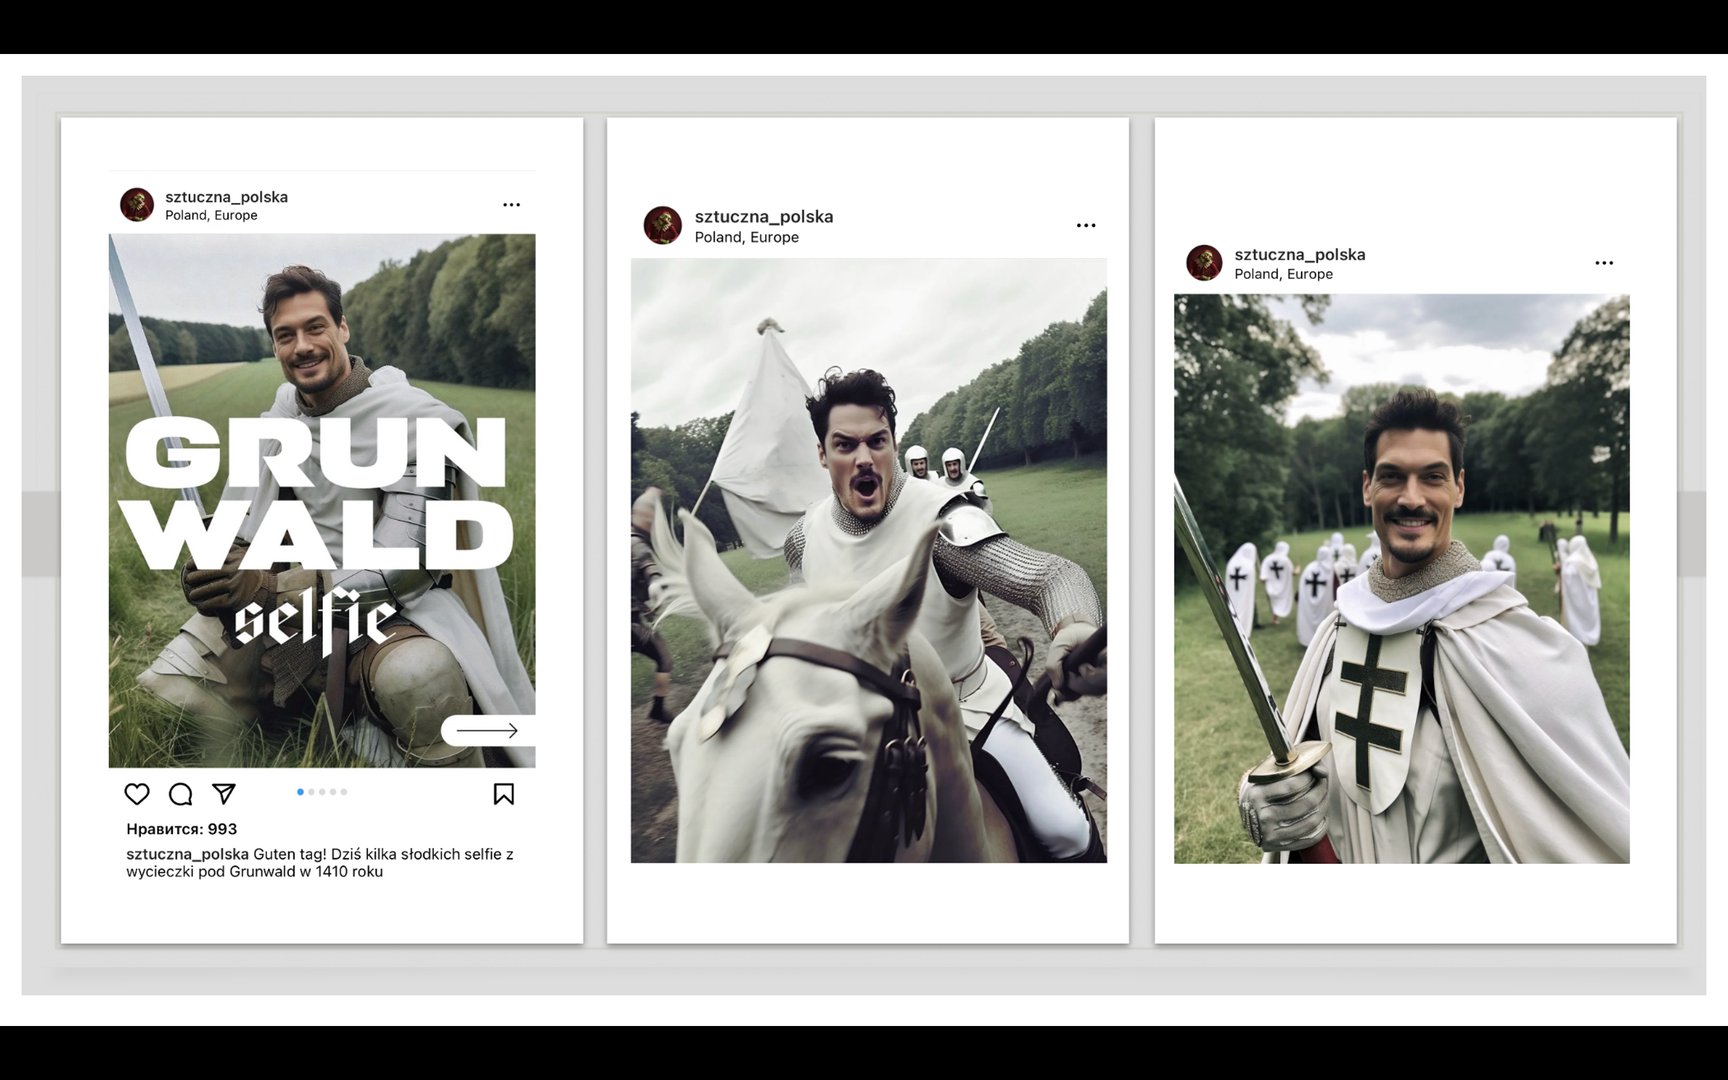 sztuczna_polska
Poland, Europe
GRUN
WALD
selfie
Нравится: 993
sztuczna_polska Guten tag! Dziś kilka słodkich selfie z
wycieczki pod Grunwald w 1410 roku
sztuczna_polska
Poland, Europe
sztuczna_polska
Poland, Europe